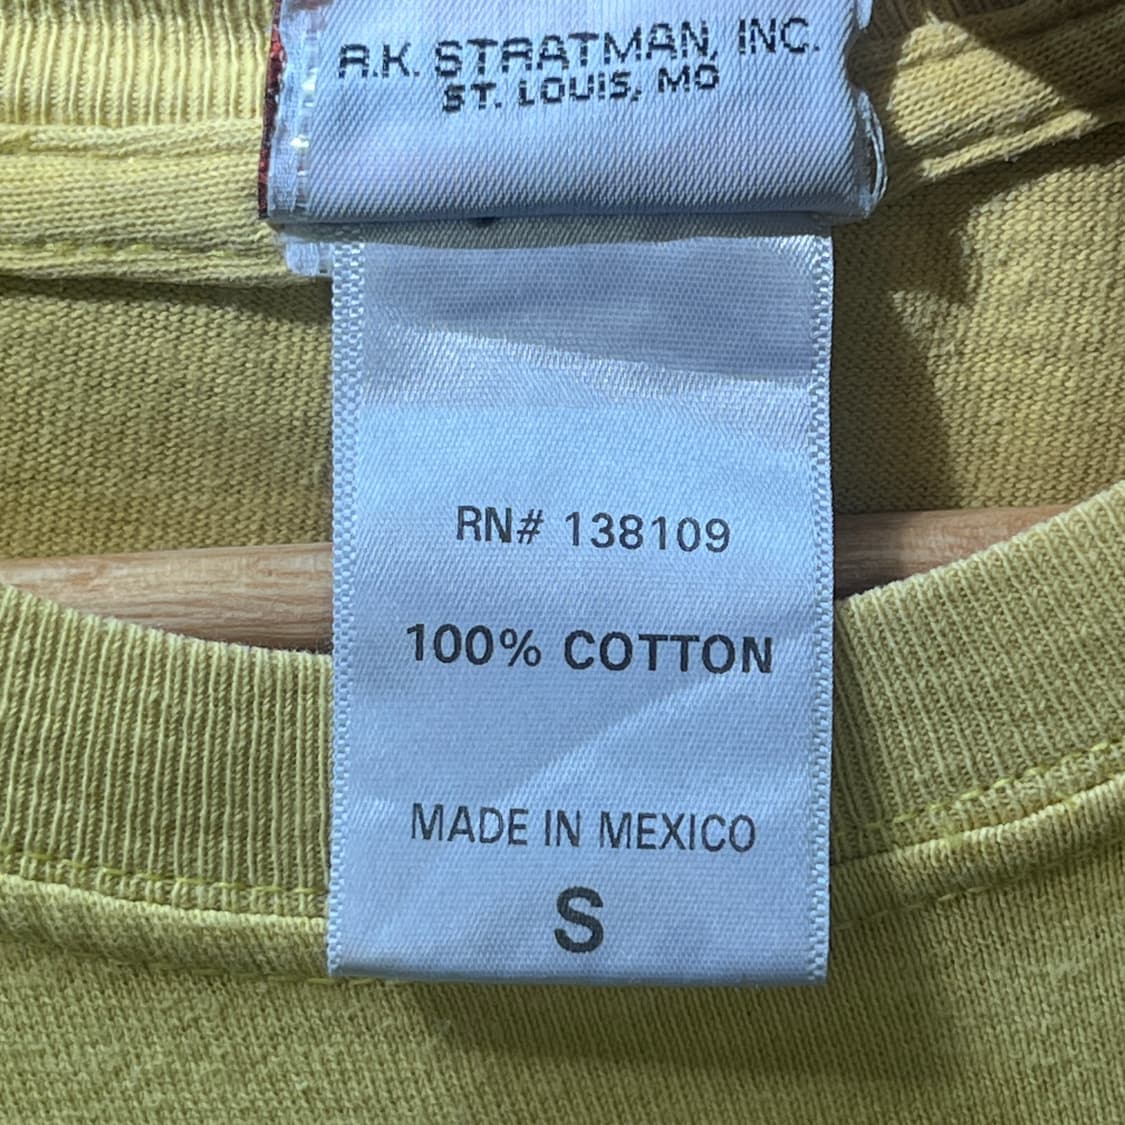 R.K. STRATMAN, INC.
ST. LOUIS, MO
RN# 138109
100% COTTON
MADE IN MEXICO
S